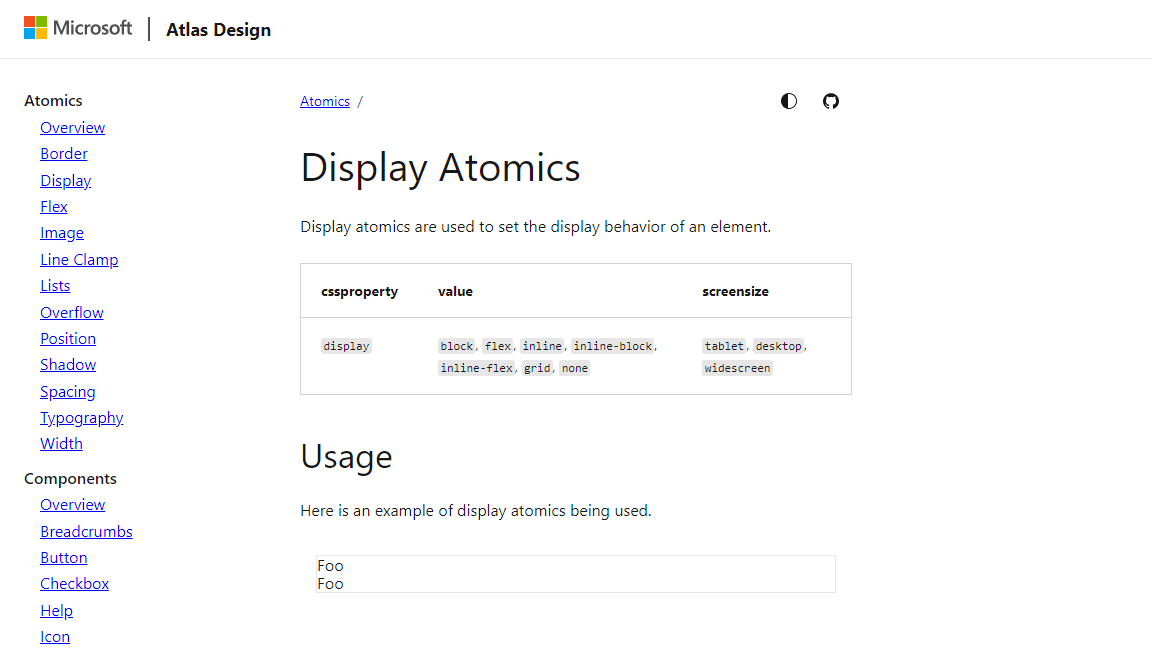 Microsoft | Atlas Design
Atomics
Overview
Border
Display
Flex
Image
Line Clamp
Lists
Overflow
Position
Shadow
Spacing
Typography
Width
Components
Overview
Breadcrumbs
Button
Checkbox
Help
Icon
Atomics /
Display Atomics
Display atomics are used to set the display behavior of an element.
cssproperty value screensize
display block, flex, inline, inline-block, tablet, desktop,
inline-flex, grid, none widescreen
Usage
Here is an example of display atomics being used.
Foo
Foo